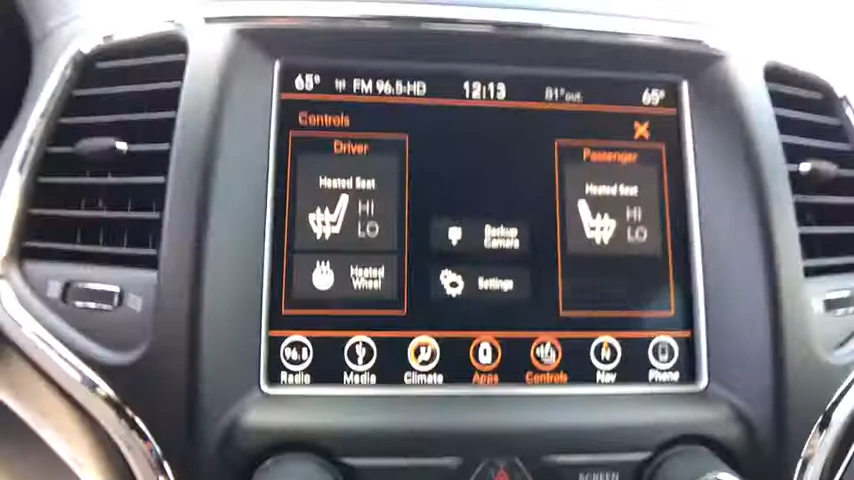 65° FM 96.5-HD 12:13 81°out 65°
Controls
Driver
Passenger
Heated Seat
HI
LO
Heated Seat
HI
LO
Backup
Camera
Heated
Wheel
Settings
96.5
N
Radio Media Climate Apps Controls Nav Phone
SCREEN